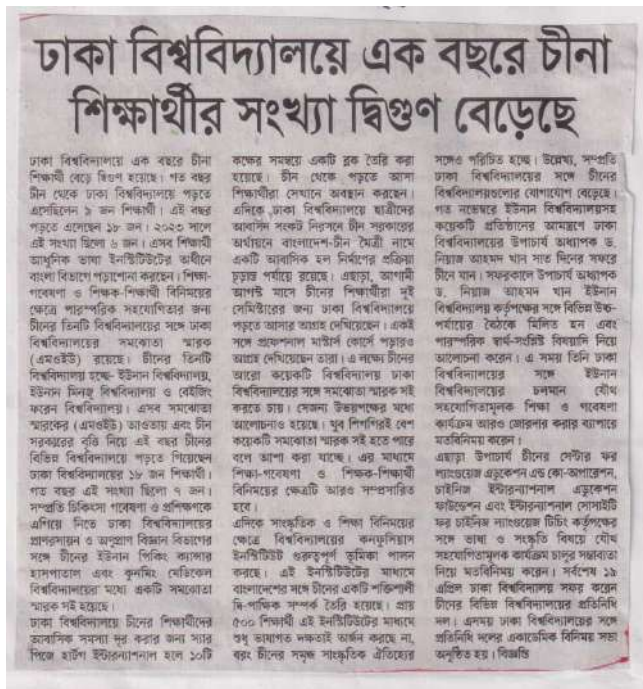 ঢাকা বিশ্ববিদ্যালয়ে এক বছরে চীনা
শিক্ষার্থীর সংখ্যা দ্বিগুণ বেড়েছে
ঢাকা বিশ্ববিদ্যালয়ে এক বছরে চীনা
শিক্ষার্থী বেড়ে দ্বিগুণ হয়েছে। গত বছর
চীন থেকে ঢাকা বিশ্ববিদ্যালয়ে পড়তে
এসেছিলেন ৯ জন শিক্ষার্থী। এই বছর
পড়তে এসেছেন ১৮ জন। ২০২৩ সালে
এই সংখ্যা ছিলো ৬ জন। এসব শিক্ষার্থী
আধুনিক ভাষা ইনস্টিটিউটের অধীনে
বাংলা বিভাগে পড়াশোনা করছেন। শিক্ষা-
গবেষণা ও শিক্ষক-শিক্ষার্থী বিনিময়ের
ক্ষেত্রে পারস্পরিক সহযোগিতার জন্য
চীনের তিনটি বিশ্ববিদ্যালয়ের সঙ্গে ঢাকা
বিশ্ববিদ্যালয়ের সমঝোতা স্মারক
(এমওইউ) রয়েছে। চীনের তিনটি
বিশ্ববিদ্যালয় হচ্ছে- ইউনান বিশ্ববিদ্যালয়,
ইউনান মিনজু বিশ্ববিদ্যালয় ও বেইজিং
ফরেন বিশ্ববিদ্যালয়। এসব সমঝোতা
স্মারকের (এমওইউ) আওতায় এবং চীন
সরকারের বৃত্তি নিয়ে এই বছর চীনের
বিভিন্ন বিশ্ববিদ্যালয়ে পড়তে গিয়েছেন
ঢাকা বিশ্ববিদ্যালয়ের ১৮ জন শিক্ষার্থী।
গত বছর এই সংখ্যা ছিলো ৭ জন।
সম্প্রতি চিকিৎসা গবেষণা ও প্রশিক্ষণকে
এগিয়ে নিতে ঢাকা বিশ্ববিদ্যালয়ের
প্রাণরসায়ন ও অনুপ্রাণ বিজ্ঞান বিভাগের
সঙ্গে চীনের ইউনান পিকিং ক্যান্সার
হাসপাতাল এবং কুনমিং মেডিকেল
বিশ্ববিদ্যালয়ের মধ্যে একটি সমঝোতা
স্মারক সই হয়েছে।
ঢাকা বিশ্ববিদ্যালয়ে চীনের শিক্ষার্থীদের
আবাসিক সমস্যা দূর করার জন্য স্যার
পিজে হার্টগ ইন্টারন্যাশনাল হলে ১০টি
কক্ষের সমন্বয়ে একটি ব্লক তৈরি করা
হয়েছে। চীন থেকে পড়তে আসা
শিক্ষার্থীরা সেখানে অবস্থান করছেন।
এদিকে ঢাকা বিশ্ববিদ্যালয়ে ছাত্রীদের
আবাসিক সংকট নিরসনে চীন সরকারের
অর্থায়নে বাংলাদেশ-চীন মৈত্রী নামে
একটি আবাসিক হল নির্মাণের প্রক্রিয়া
চূড়ান্ত পর্যায়ে রয়েছে। এছাড়া, আগামী
আগস্ট মাসে চীনের শিক্ষার্থীরা দুই
সেমিস্টারের জন্য ঢাকা বিশ্ববিদ্যালয়ে
পড়তে আসার আগ্রহ দেখিয়েছেন। একই
সঙ্গে প্রফেশনাল মাস্টার্স কোর্সে পড়ারও
আগ্রহ দেখিয়েছেন তারা। এ লক্ষ্যে চীনের
আরো কয়েকটি বিশ্ববিদ্যালয় ঢাকা
বিশ্ববিদ্যালয়ের সঙ্গে সমঝোতা স্মারক সই
করতে চায়। সেজন্য উভয়পক্ষের মধ্যে
আলোচনাও হয়েছে। খুব শিগগিরই বেশ
কয়েকটি সমঝোতা স্মারক সই হতে পারে
বলে আশা করা যাচ্ছে। এর মাধ্যমে
শিক্ষা-গবেষণা ও শিক্ষক-শিক্ষার্থী
বিনিময়ের ক্ষেত্রটি আরও সম্প্রসারিত
হবে।
এদিকে সাংস্কৃতিক ও শিক্ষা বিনিময়ের
ক্ষেত্রে বিশ্ববিদ্যালয়ের কনফুসিয়াস
ইনস্টিটিউট গুরুত্বপূর্ণ ভূমিকা পালন
করছে। এই ইনস্টিটিউটের মাধ্যমে
বাংলাদেশের সঙ্গে চীনের একটি শক্তিশালী
দ্বি-পাক্ষিক সম্পর্ক তৈরি হয়েছে। প্রায়
৫০০ শিক্ষার্থী এই ইনস্টিটিউটের মাধ্যমে
শুধু ভাষাগত দক্ষতাই অর্জন করছে না,
বরং চীনের সমৃদ্ধ সাংস্কৃতিক ঐতিহ্যের
সঙ্গেও পরিচিত হচ্ছে। উল্লেখ্য, সম্প্রতি
ঢাকা বিশ্ববিদ্যালয়ের সঙ্গে চীনের
বিশ্ববিদ্যালয়গুলোর যোগাযোগ বেড়েছে।
গত নভেম্বরে ইউনান বিশ্ববিদ্যালয়সহ
কয়েকটি প্রতিষ্ঠানের আমন্ত্রণে ঢাকা
বিশ্ববিদ্যালয়ের উপাচার্য অধ্যাপক ড.
নিয়াজ আহমদ খান সাত দিনের সফরে
চীনে যান। সফরকালে উপাচার্য অধ্যাপক
ড. নিয়াজ আহমদ খান ইউনান
বিশ্ববিদ্যালয় কর্তৃপক্ষের সঙ্গে বিভিন্ন উচ্চ-
পর্যায়ের বৈঠকে মিলিত হন এবং
পারস্পরিক স্বার্থ-সংশ্লিষ্ট বিষয়াদি নিয়ে
আলোচনা করেন। এ সময় তিনি ঢাকা
বিশ্ববিদ্যালয়ের সঙ্গে ইউনান
বিশ্ববিদ্যালয়ের চলমান যৌথ
সহযোগিতামূলক শিক্ষা ও গবেষণা
কার্যক্রম আরও জোরদার করার ব্যাপারে
মতবিনিময় করেন।
এছাড়া উপাচার্য চীনের সেন্টার ফর
ল্যাংগুয়েজ এডুকেশন এন্ড কো-অপারেশন,
চাইনিজ ইন্টারন্যাশনাল এডুকেশন
ফাউন্ডেশন এবং ইন্টারন্যাশনাল সোসাইটি
ফর চাইনিজ ল্যাংগুয়েজ টিচিং কর্তৃপক্ষের
সঙ্গে ভাষা ও সংস্কৃতি বিষয়ে যৌথ
সহযোগিতামূলক কার্যক্রম চালুর সম্ভাব্যতা
নিয়ে মতবিনিময় করেন। সর্বশেষ ১৯
এপ্রিল ঢাকা বিশ্ববিদ্যালয় সফর করেন
চীনের বিভিন্ন বিশ্ববিদ্যালয়ের প্রতিনিধি
দল। এসময় ঢাকা বিশ্ববিদ্যালয়ের সঙ্গে
প্রতিনিধি দলের একাডেমিক বিনিময় সভা
অনুষ্ঠিত হয়। বিজ্ঞপ্তি